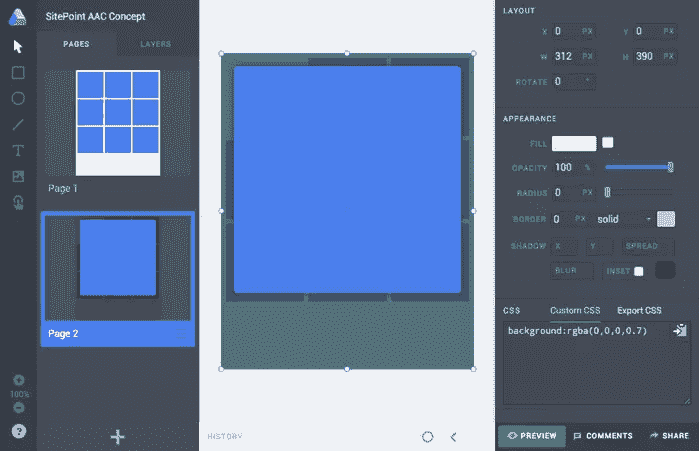 SitePoint AAC Concept
PAGES LAYERS
Page 1
Page 2
100%
?
HISTORY
LAYOUT
X 0 PX Y 0 PX
W 312 PX H 390 PX
ROTATE 0 °
APPEARANCE
FILL
OPACITY 100 %
RADIUS 0 PX
BORDER 0 PX solid
SHADOW X Y SPREAD
BLUR INSET
CSS Custom CSS Export CSS
background:rgba(0,0,0,0.7)
PREVIEW COMMENTS SHARE